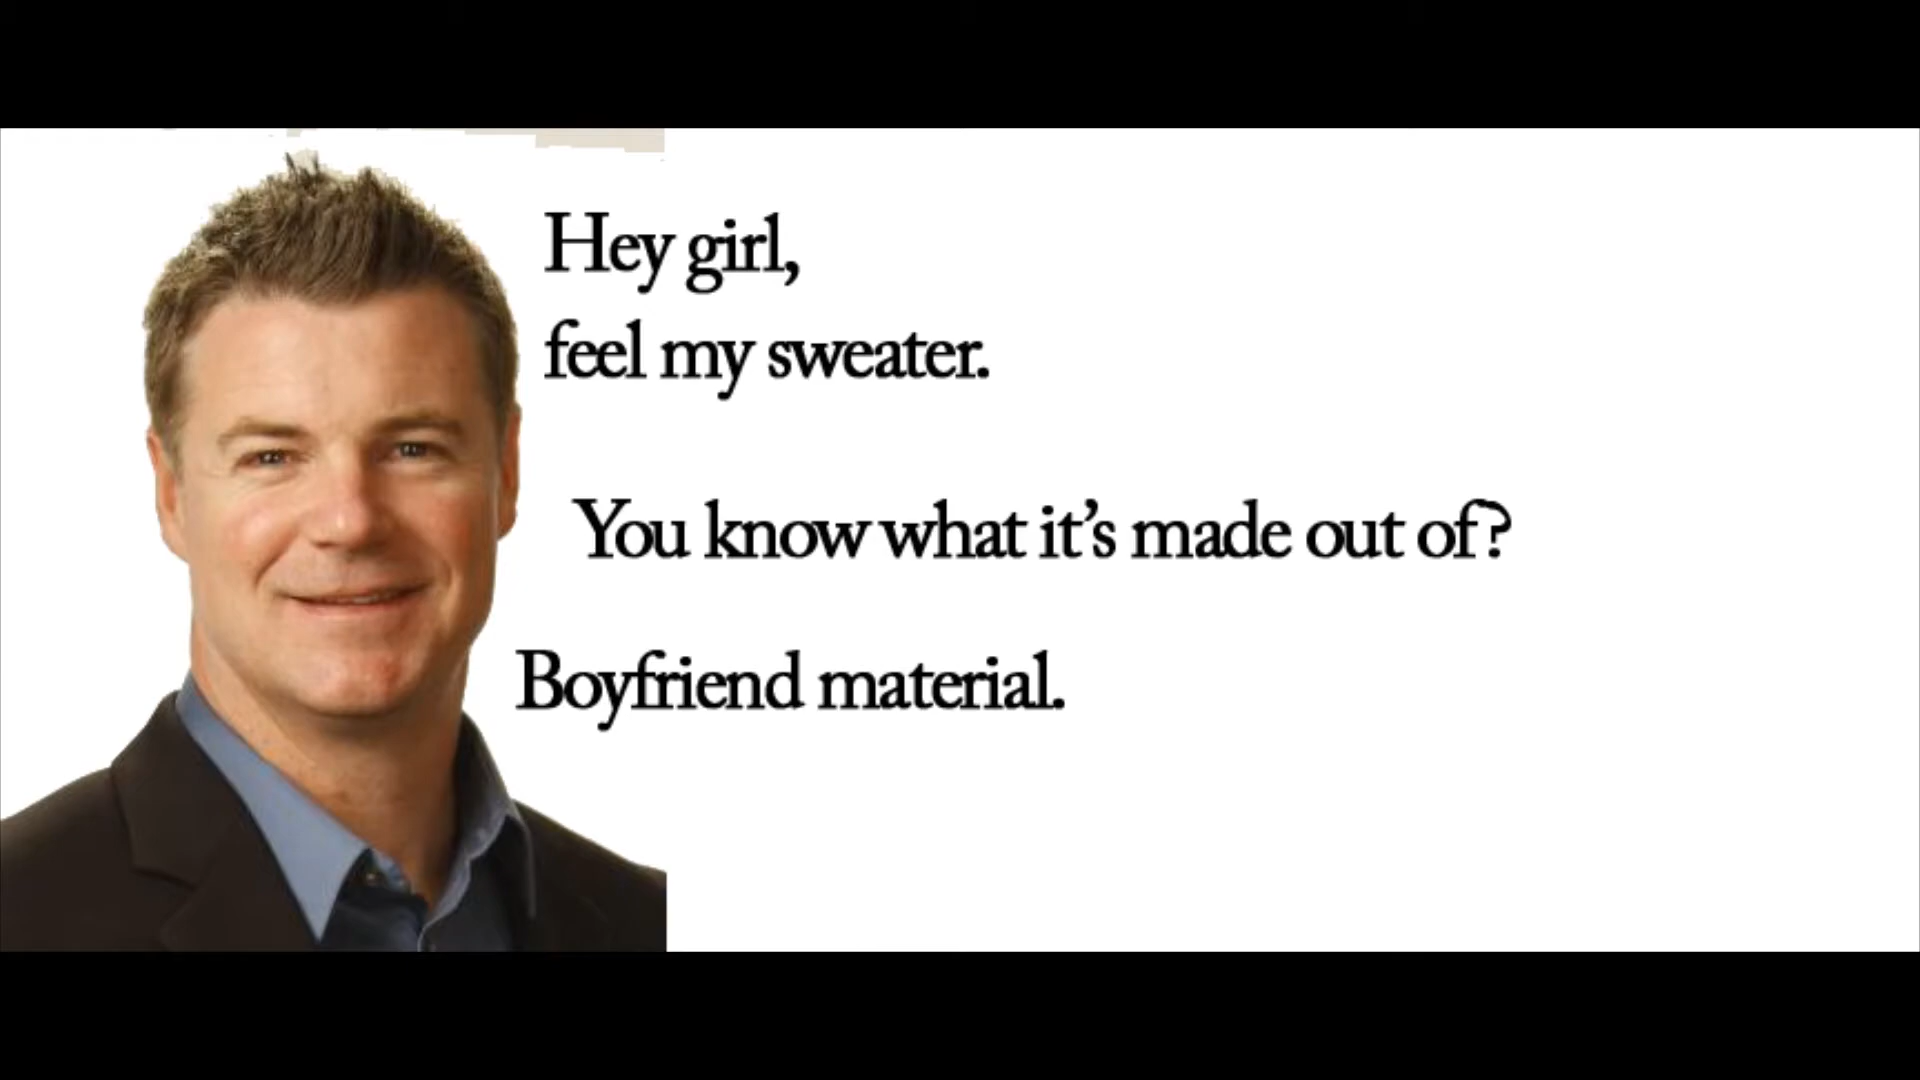 Hey girl,
feel my sweater.
You know what it's made out of?
Boyfriend material.